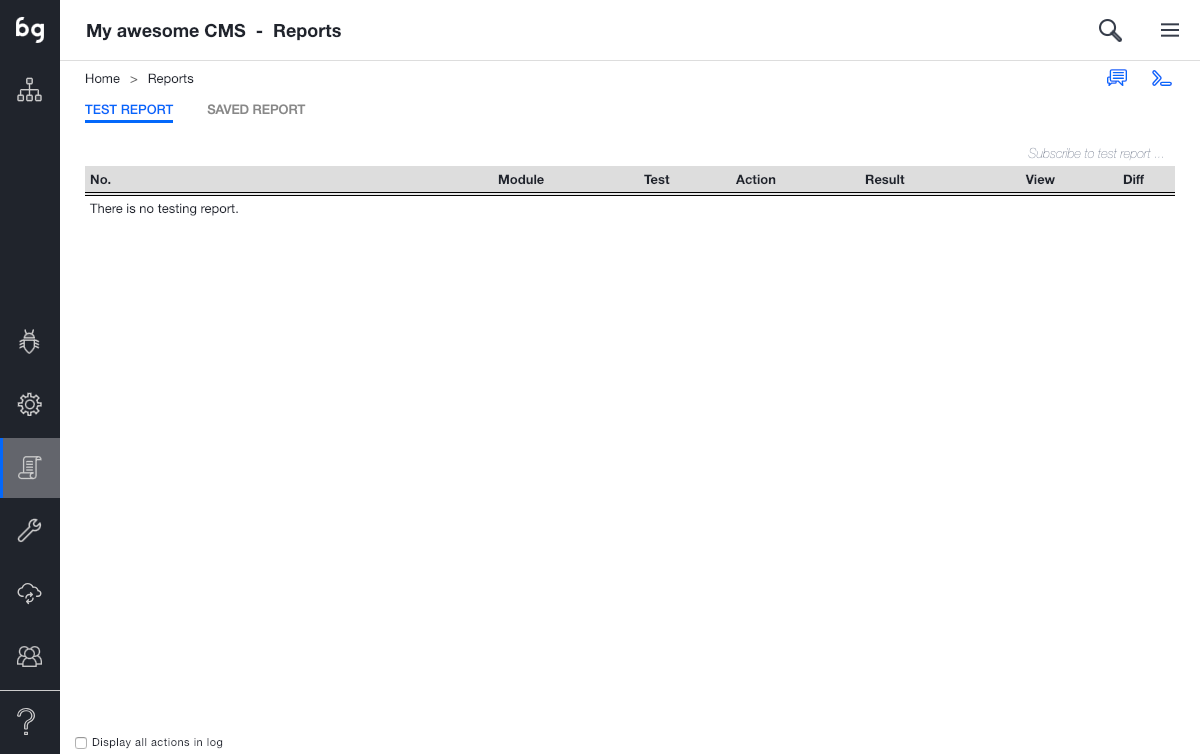 bg
My awesome CMS - Reports
Home > Reports
TEST REPORT SAVED REPORT
Subscribe to test report ...
No. Module Test Action Result View Diff
There is no testing report.
Display all actions in log